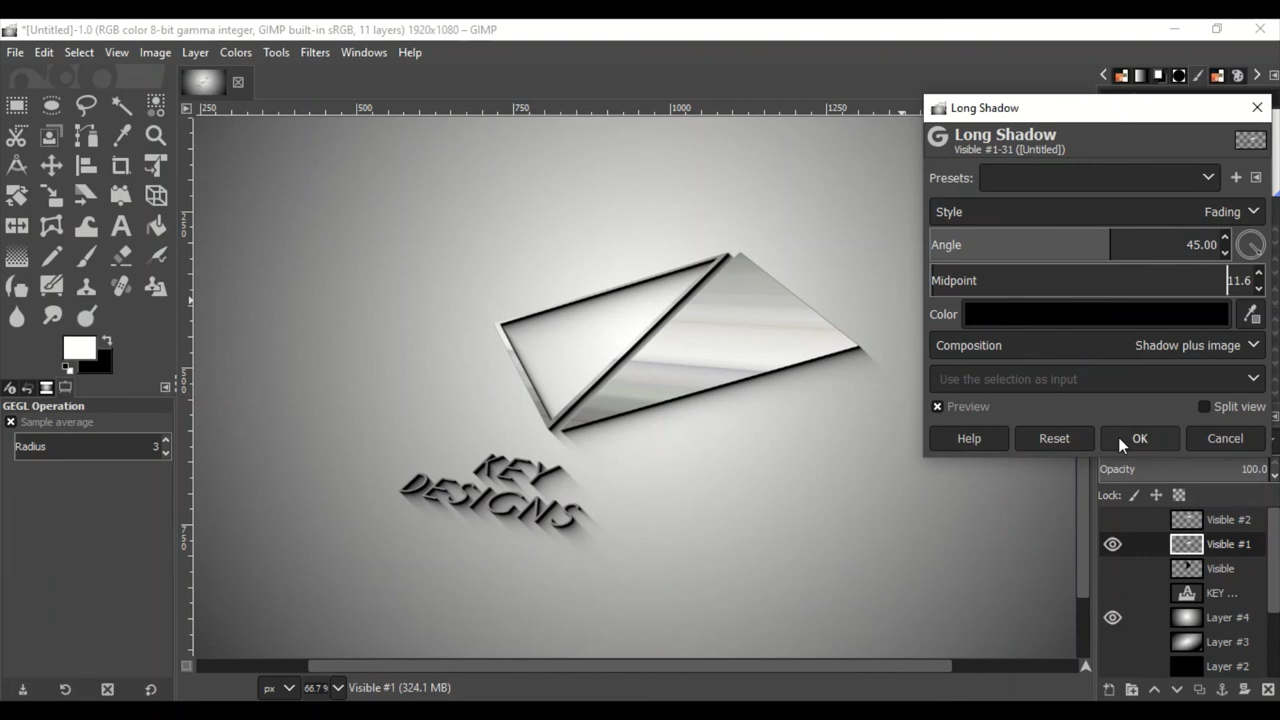 *[Untitled]-1.0 (RGB color 8-bit gamma integer, GIMP built-in sRGB, 11 layers) 1920x1080 – GIMP
File Edit Select View Image Layer Colors Tools Filters Windows Help
250 500 750 1000 1250
250
500
750
KEY
DESIGNS
GEGL Operation
Sample average
Radius 3
px 66.7 % Visible #1 (324.1 MB)
Long Shadow
Long Shadow
Visible #1-31 ([Untitled])
Presets:
Style Fading
Angle 45.00
Midpoint 11.6
Color
Composition Shadow plus image
Use the selection as input
Preview Split view
Help Reset OK Cancel
Opacity 100.0
Lock:
Visible #2
Visible #1
Visible
KEY ...
Layer #4
Layer #3
Layer #2